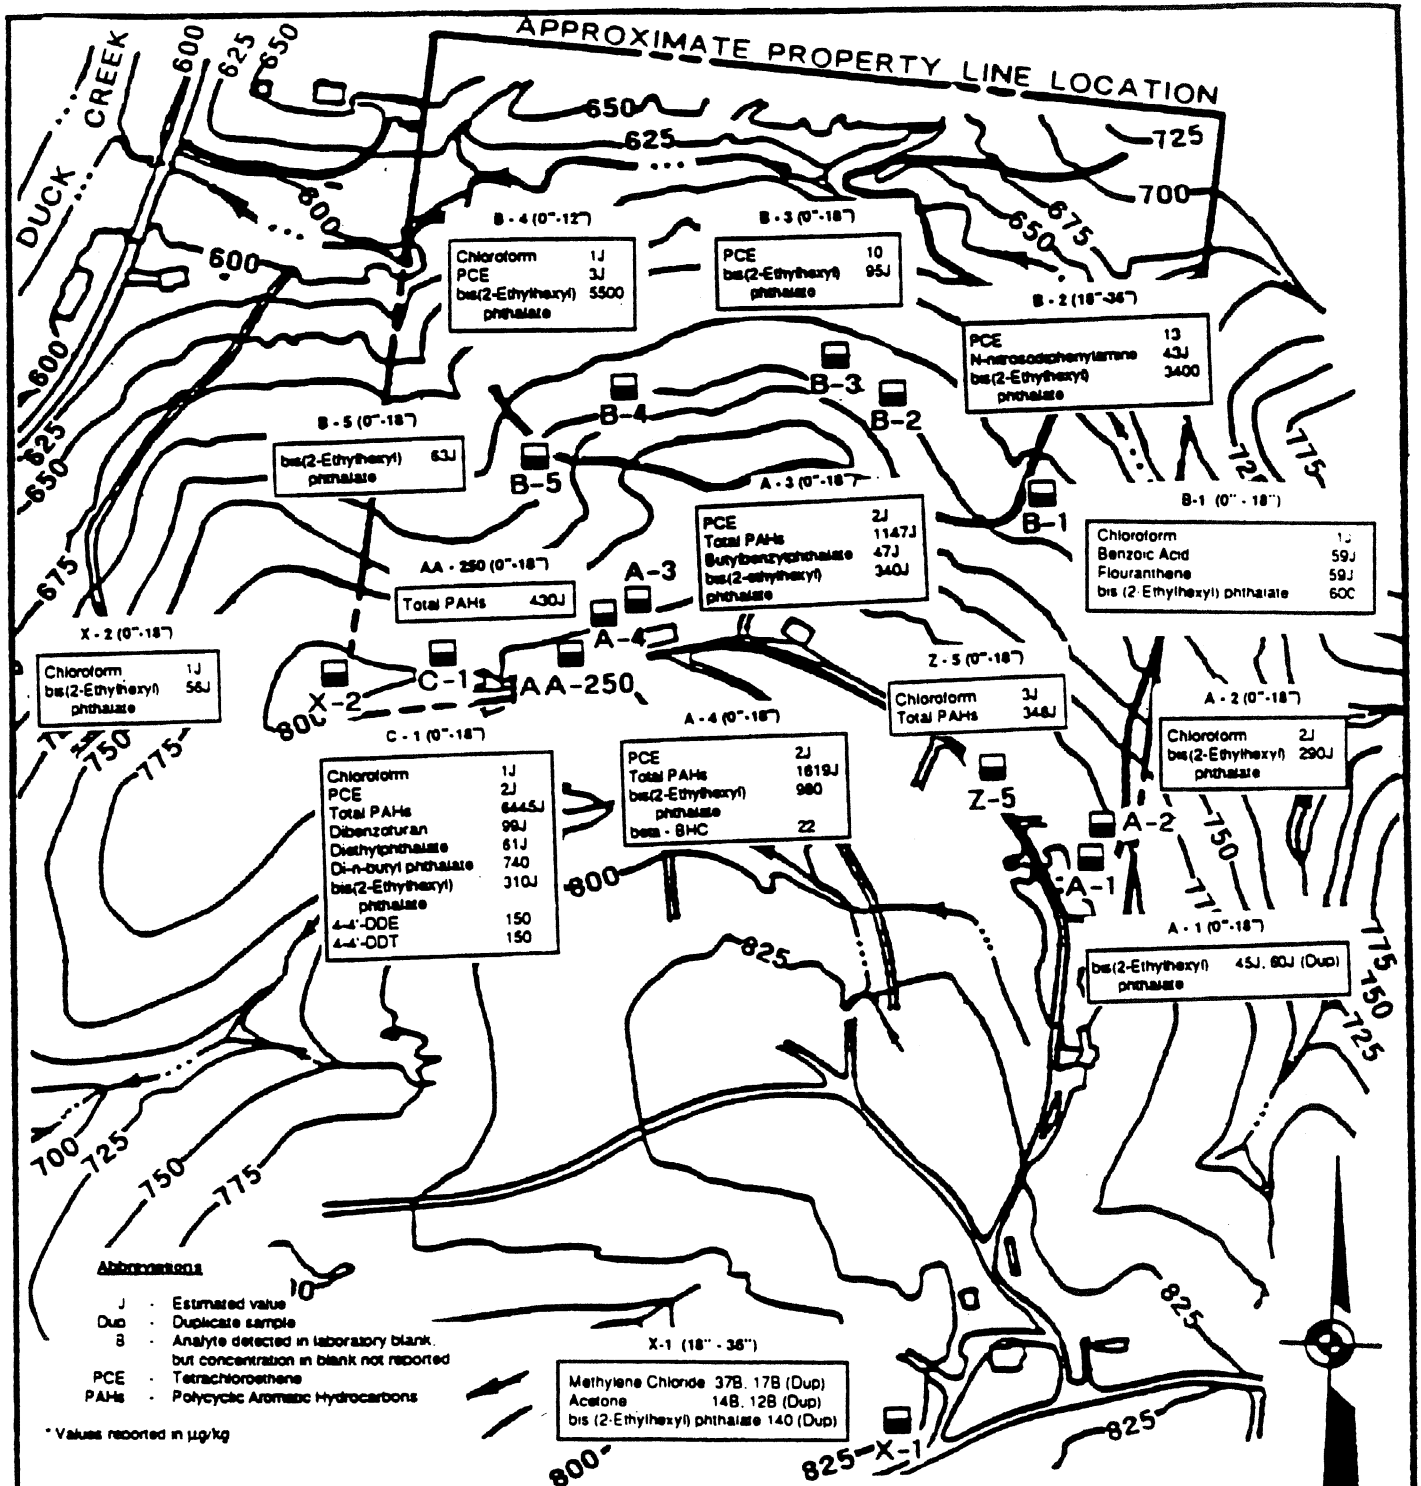 APPROXIMATE PROPERTY LINE LOCATION
DUCK CREEK
600
625
650
650
625
725
700
675
650
600
600
B - 4 (0"-12")
Chloroform 1J
PCE 3J
bis(2-Ethylhexyl) 5500
phthalate
B - 3 (0"-18")
PCE 10
bis(2-Ethylhexyl) 95J
phthalate
B - 2 (18"-36")
PCE 13
N-nitrosodiphenylamine 43J
bis(2-Ethylhexyl) 3400
phthalate
600
625
650
675
B-3
B-4
B-2
775
B - 5 (0"-18")
bis(2-Ethylhexyl) 63J
phthalate
B-5
A - 3 (0"-18")
PCE 2J
Total PAHs 1147J
Butylbenzylphthalate 47J
bis(2-ethylhexyl) 340J
phthalate
B-1
B-1 (0" - 18")
Chloroform 1J
Benzoic Acid 59J
Flouranthene 59J
bis (2-Ethylhexyl) phthalate 600
AA - 250 (0"-18")
Total PAHs 430J
A-3
A-4
X - 2 (0"-18")
Chloroform 1J
bis(2-Ethylhexyl) 56J
phthalate
X-2
C-1
AA-250
Z - 5 (0"-18")
Chloroform 3J
Total PAHs 348J
A - 2 (0"-18")
Chloroform 2J
bis(2-Ethylhexyl) 290J
phthalate
800
750
775
C - 1 (0"-18")
Chloroform 1J
PCE 2J
Total PAHs 6445J
Dibenzofuran 99J
Diethylphthalate 61J
Di-n-butyl phthalate 740
bis(2-Ethylhexyl) 310J
phthalate
4-4'-DDE 150
4-4'-DDT 150
A - 4 (0"-18")
PCE 2J
Total PAHs 1619J
bis(2-Ethylhexyl) 980
phthalate
beta - BHC 22
Z-5
A-2
A-1
750
800
825
A - 1 (0"-18")
bis(2-Ethylhexyl) 45J, 60J (Dup)
phthalate
775
750
725
700
725
750
775
825
Abbreviations
J - Estimated value
Dup - Duplicate sample
B - Analyte detected in laboratory blank,
but concentration in blank not reported
PCE - Tetrachloroethene
PAHs - Polycyclic Aromatic Hydrocarbons
* Values reported in µg/kg
X-1 (18" - 36")
Methylene Chloride 37B, 17B (Dup)
Acetone 14B, 12B (Dup)
bis (2-Ethylhexyl) phthalate 140 (Dup)
800
825
X-1
825